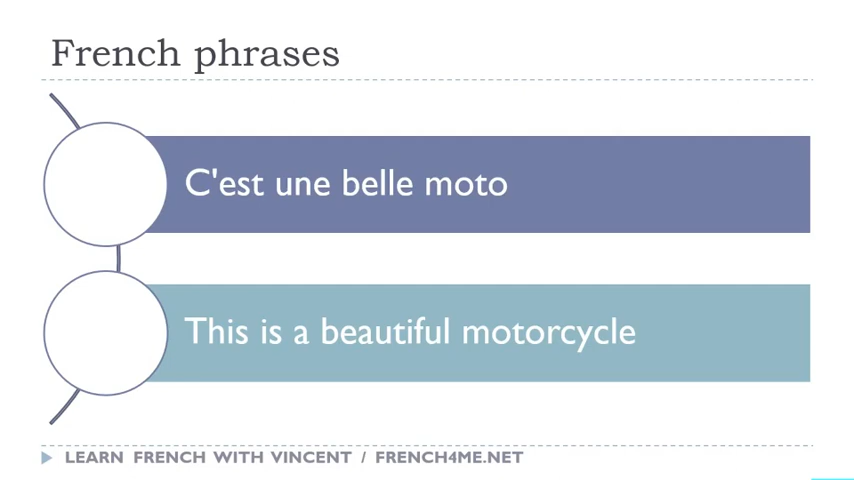 French phrases
C'est une belle moto
This is a beautiful motorcycle
LEARN FRENCH WITH VINCENT / FRENCH4ME.NET